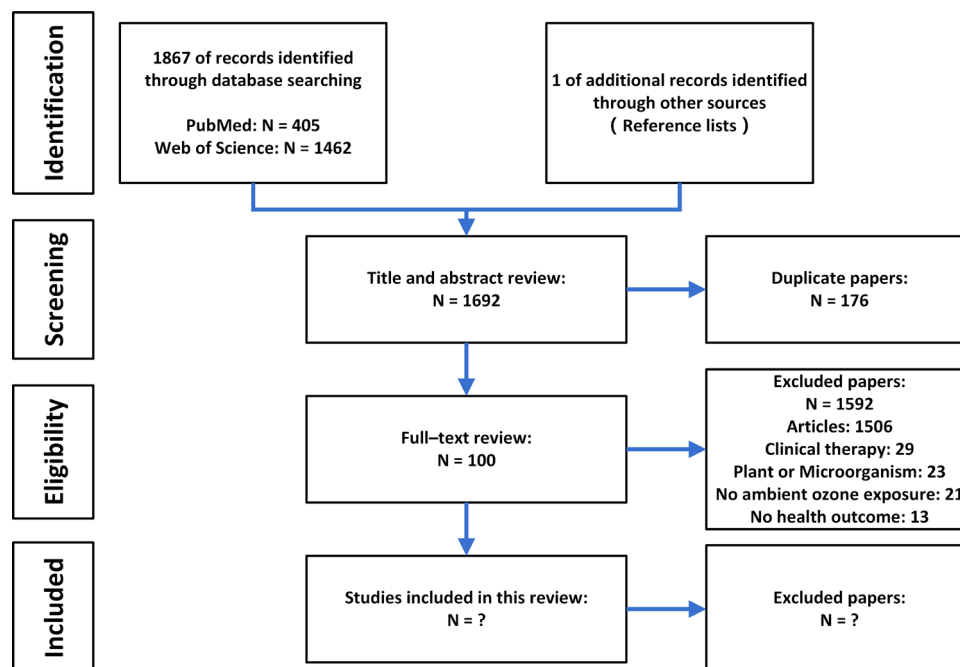 Identification
1867 of records identified
through database searching
PubMed: N = 405
Web of Science: N = 1462
1 of additional records identified
through other sources
( Reference lists )
Screening
Title and abstract review:
N = 1692
Duplicate papers:
N = 176
Eligibility
Full–text review:
N = 100
Excluded papers:
N = 1592
Articles: 1506
Clinical therapy: 29
Plant or Microorganism: 23
No ambient ozone exposure: 21
No health outcome: 13
Included
Studies included in this review:
N = ?
Excluded papers:
N = ?